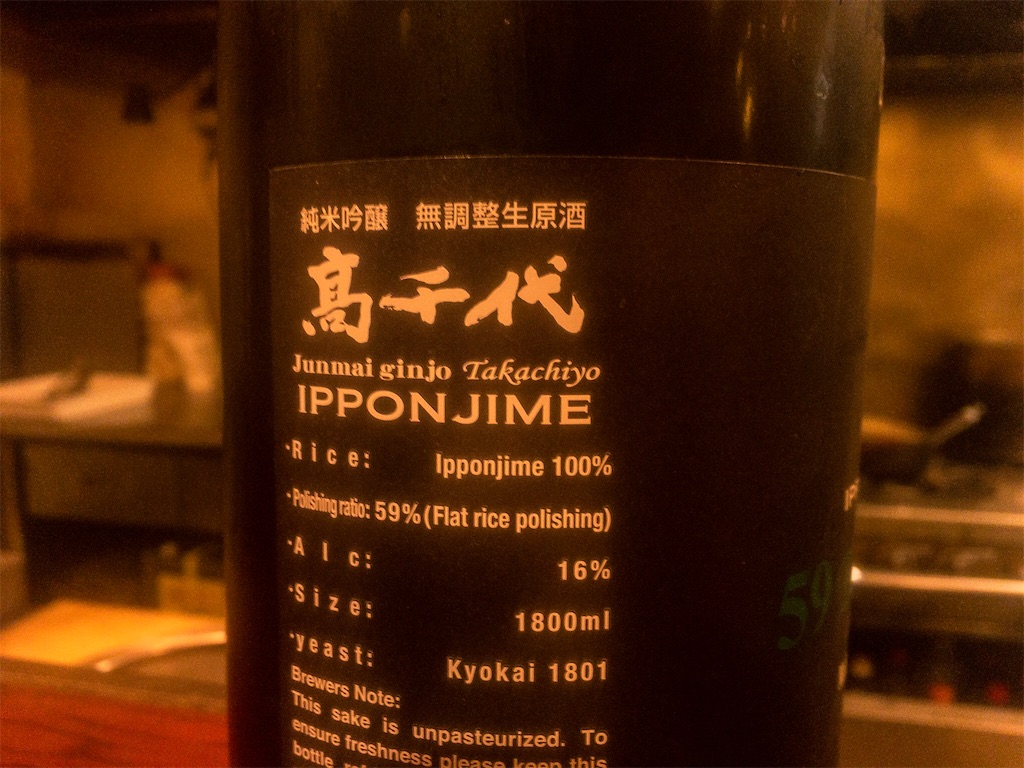 純米吟醸 無調整生原酒
髙千代
Junmai ginjo Takachiyo
IPPONJIME
·Rice: Ipponjime 100%
·Polishing ratio: 59%(Flat rice polishing)
·Alc: 16%
·Size: 1800ml
·yeast: Kyokai 1801
Brewers Note:
This sake is unpasteurized. To
ensure freshness please keep this
bottle
59